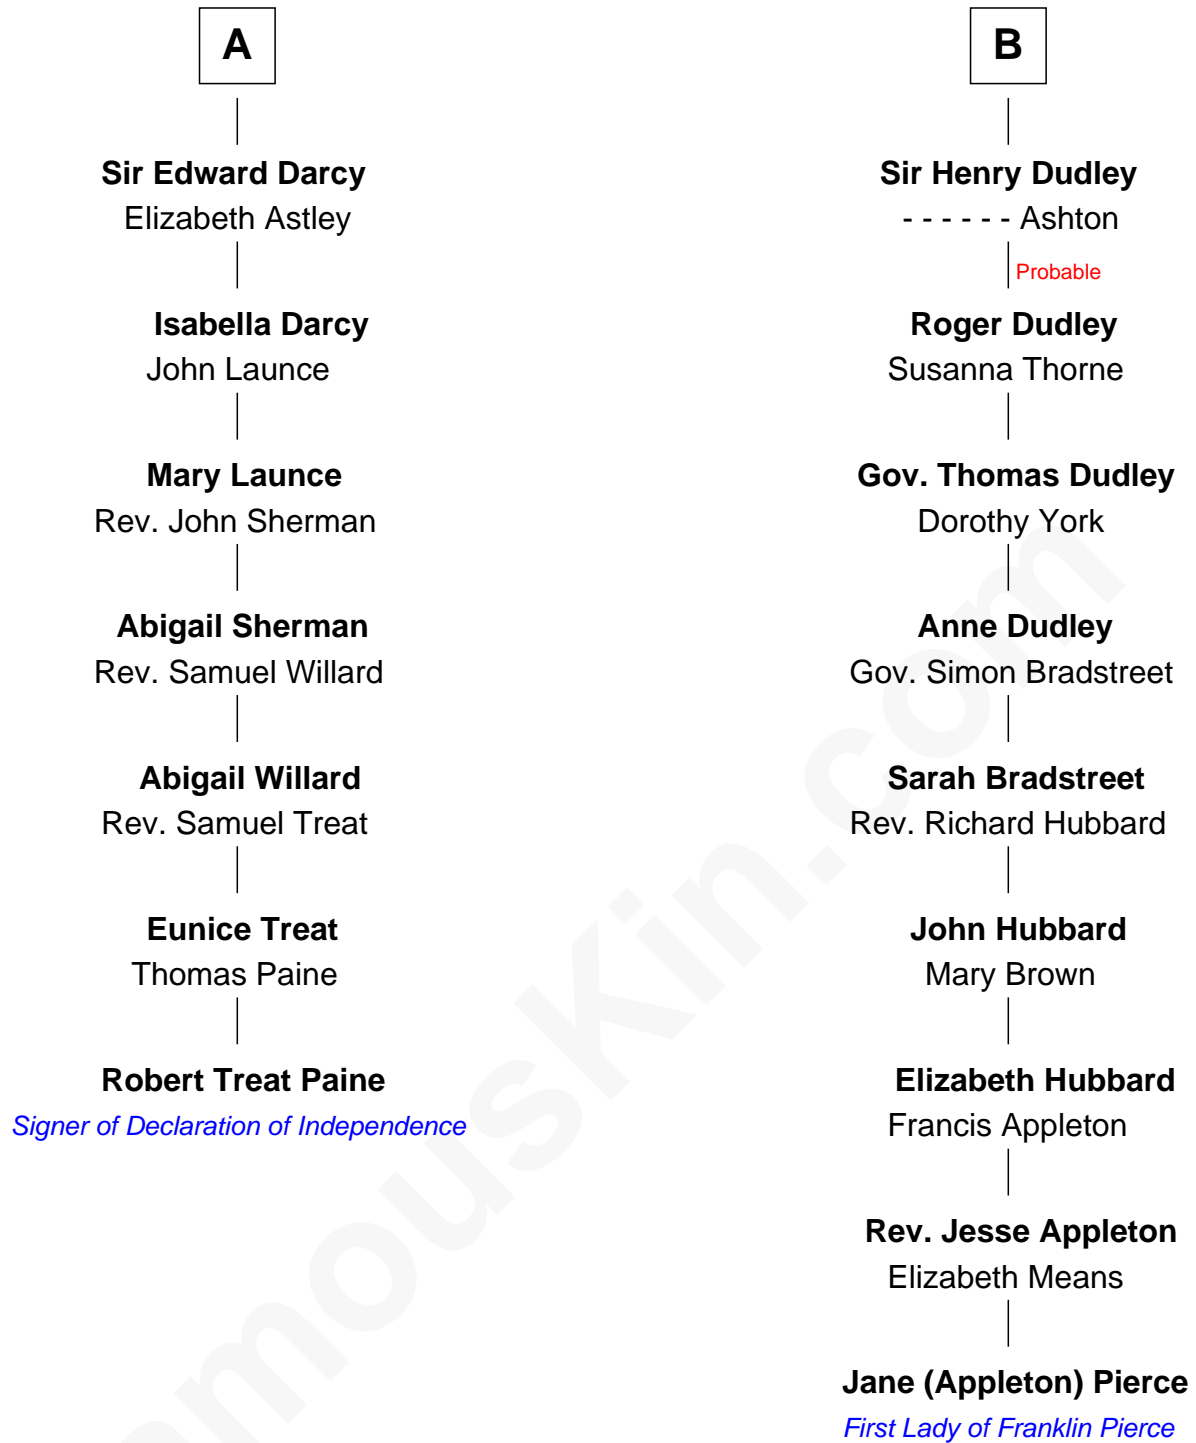 A
Sir Edward Darcy
Elizabeth Astley
Isabella Darcy
John Launce
Mary Launce
Rev. John Sherman
Abigail Sherman
Rev. Samuel Willard
Abigail Willard
Rev. Samuel Treat
Eunice Treat
Thomas Paine
Robert Treat Paine
Signer of Declaration of Independence
B
Sir Henry Dudley
- - - - - - Ashton
Probable
Roger Dudley
Susanna Thorne
Gov. Thomas Dudley
Dorothy York
Anne Dudley
Gov. Simon Bradstreet
Sarah Bradstreet
Rev. Richard Hubbard
John Hubbard
Mary Brown
Elizabeth Hubbard
Francis Appleton
Rev. Jesse Appleton
Elizabeth Means
Jane (Appleton) Pierce
First Lady of Franklin Pierce
amouskin.com